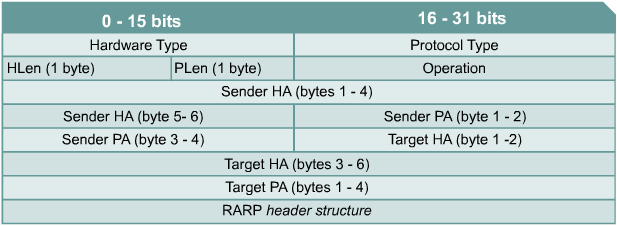 0 - 15 bits 16 - 31 bits
Hardware Type Protocol Type
HLen (1 byte) PLen (1 byte) Operation
Sender HA (bytes 1 - 4)
Sender HA (byte 5- 6) Sender PA (byte 1 - 2)
Sender PA (byte 3 - 4) Target HA (byte 1 -2)
Target HA (bytes 3 - 6)
Target PA (bytes 1 - 4)
RARP header structure